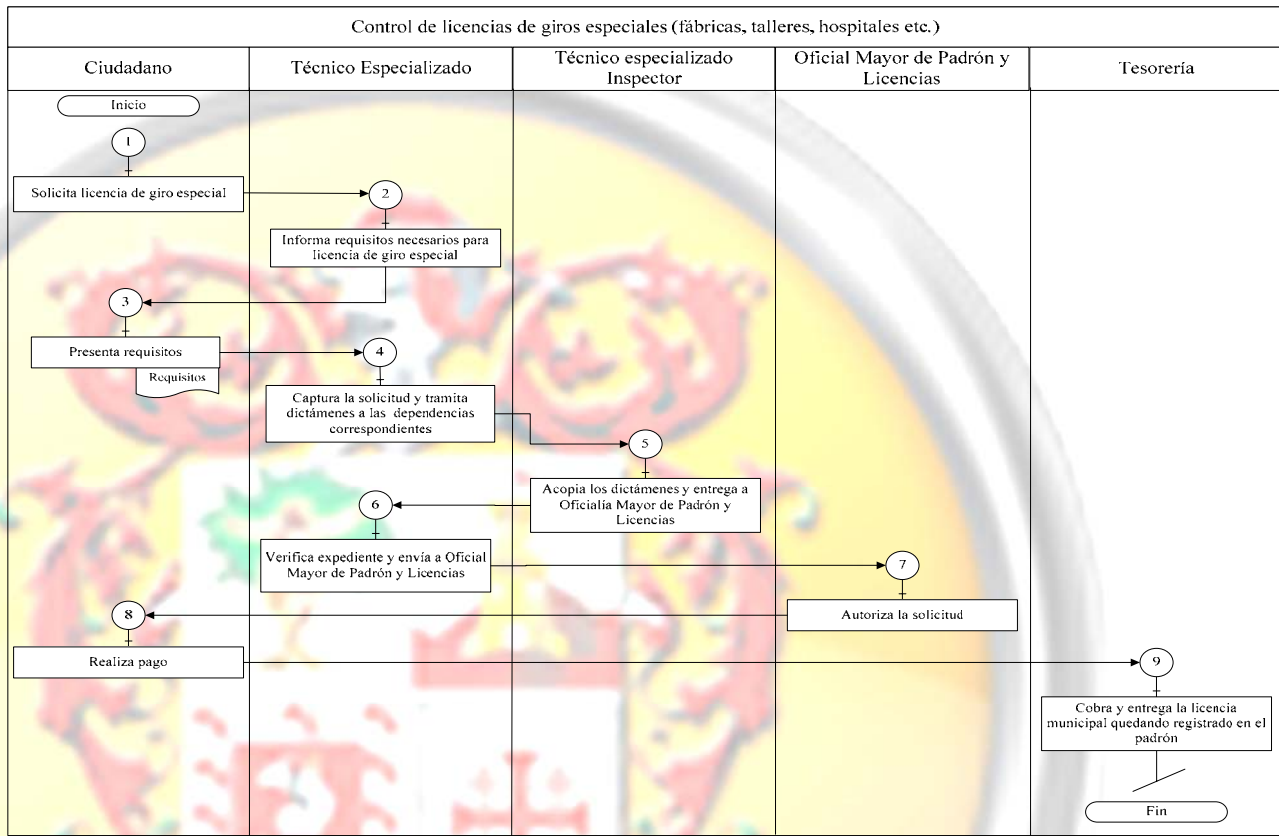 Control de licencias de giros especiales (fábricas, talleres, hospitales etc.)
Ciudadano
Técnico Especializado
Técnico especializado
Inspector
Oficial Mayor de Padrón y
Licencias
Tesorería
Inicio
1
Solicita licencia de giro especial
2
Informa requisitos necesarios para
licencia de giro especial
3
Presenta requisitos
Requisitos
4
Captura la solicitud y tramita
dictámenes a las dependencias
correspondientes
5
Acopia los dictámenes y entrega a
Oficialía Mayor de Padrón y
Licencias
6
Verifica expediente y envía a Oficial
Mayor de Padrón y Licencias
7
Autoriza la solicitud
8
Realiza pago
9
Cobra y entrega la licencia
municipal quedando registrado en el
padrón
Fin